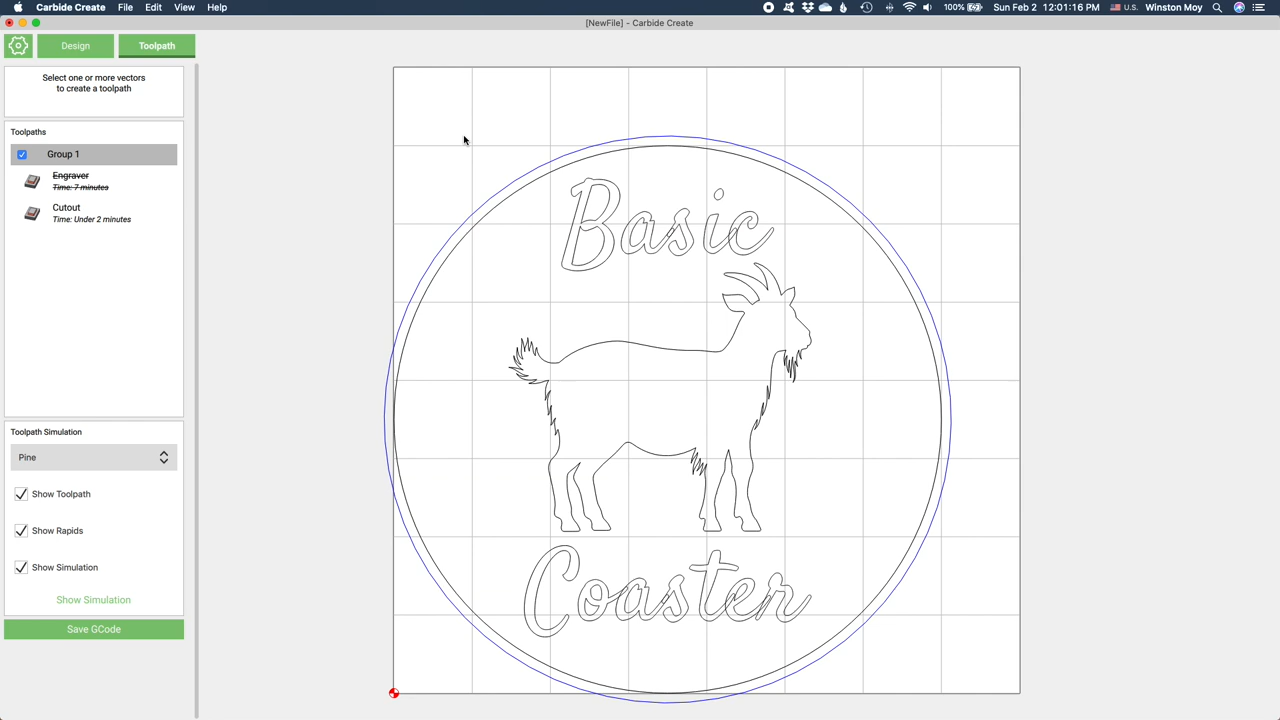 Carbide Create File Edit View Help 100% U.S. Sun Feb 2 12:01:16 PM Winston Moy
[NewFile] - Carbide Create
Design Toolpath
Select one or more vectors
to create a toolpath
Toolpaths
Group 1
Engraver
Time: 7 minutes
Cutout
Time: Under 2 minutes
Toolpath Simulation
Pine
Show Toolpath
Show Rapids
Show Simulation
Show Simulation
Save GCode
Basic
Coaster